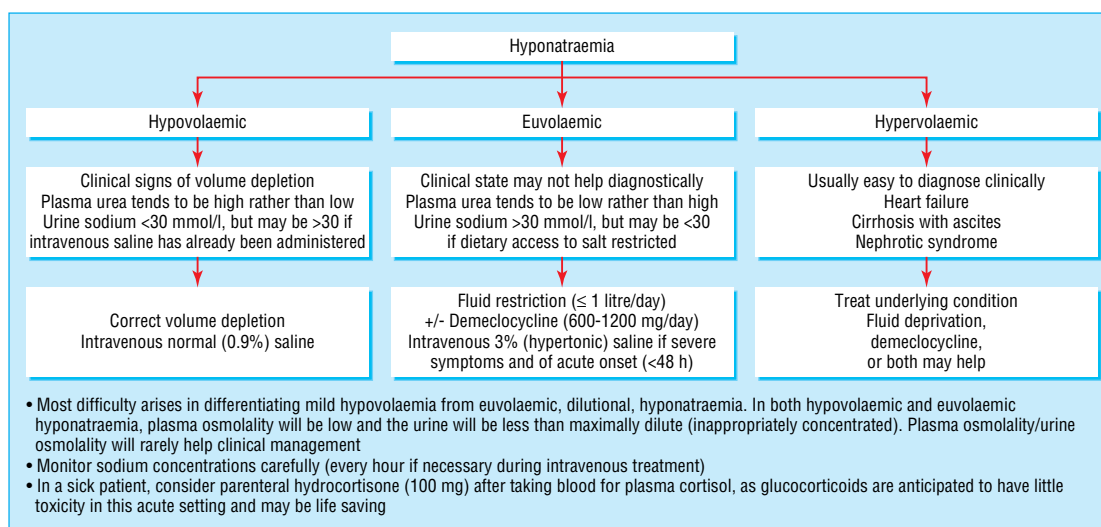 Hyponatraemia
Hypovolaemic
Euvolaemic
Hypervolaemic
Clinical signs of volume depletion
Plasma urea tends to be high rather than low
Urine sodium <30 mmol/l, but may be >30 if
intravenous saline has already been administered
Clinical state may not help diagnostically
Plasma urea tends to be low rather than high
Urine sodium >30 mmol/l, but may be <30
if dietary access to salt restricted
Usually easy to diagnose clinically
Heart failure
Cirrhosis with ascites
Nephrotic syndrome
Correct volume depletion
Intravenous normal (0.9%) saline
Fluid restriction (≤ 1 litre/day)
+/- Demeclocycline (600-1200 mg/day)
Intravenous 3% (hypertonic) saline if severe
symptoms and of acute onset (<48 h)
Treat underlying condition
Fluid deprivation,
demeclocycline,
or both may help
• Most difficulty arises in differentiating mild hypovolaemia from euvolaemic, dilutional, hyponatraemia. In both hypovolaemic and euvolaemic
hyponatraemia, plasma osmolality will be low and the urine will be less than maximally dilute (inappropriately concentrated). Plasma osmolality/urine
osmolality will rarely help clinical management
• Monitor sodium concentrations carefully (every hour if necessary during intravenous treatment)
• In a sick patient, consider parenteral hydrocortisone (100 mg) after taking blood for plasma cortisol, as glucocorticoids are anticipated to have little
toxicity in this acute setting and may be life saving